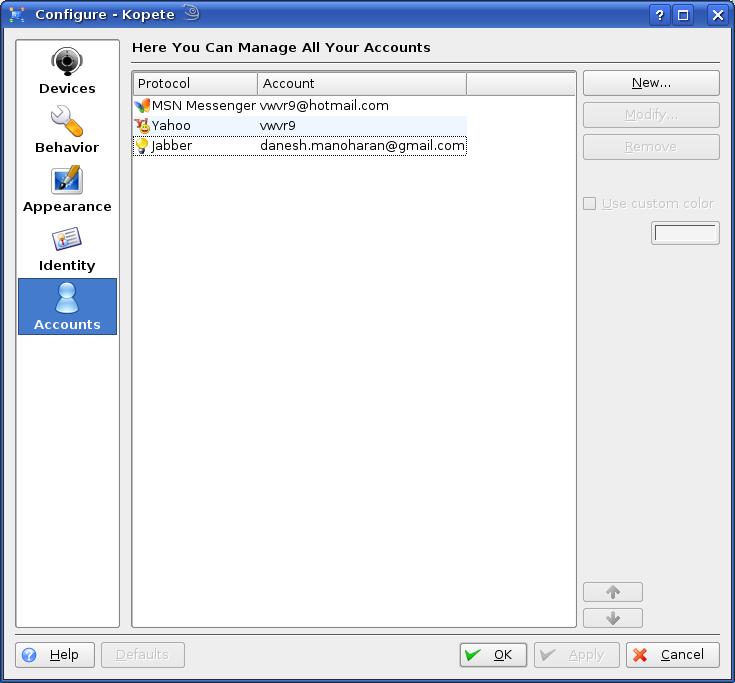 Configure - Kopete
Devices
Behavior
Appearance
Identity
Accounts
Here You Can Manage All Your Accounts
Protocol Account
MSN Messenger vwvr9@hotmail.com
Yahoo vwvr9
Jabber danesh.manoharan@gmail.com
New...
Modify...
Remove
Use custom color
Help
Defaults
OK
Apply
Cancel